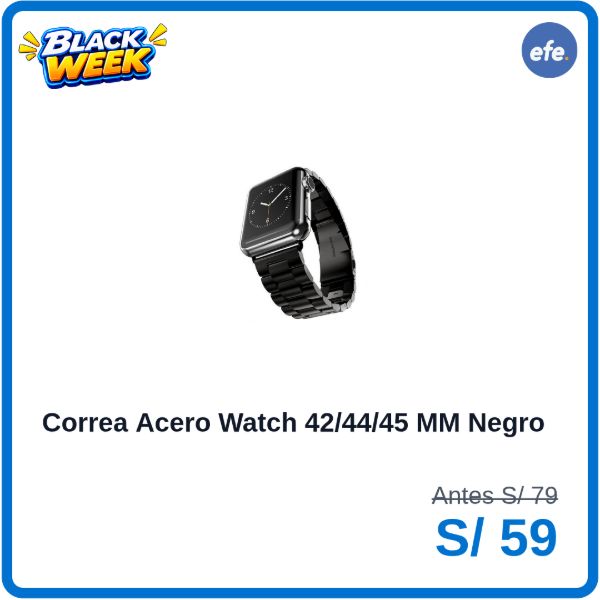 BLACK
WEEK
efe.
Correa Acero Watch 42/44/45 MM Negro
Antes S/ 79
S/ 59